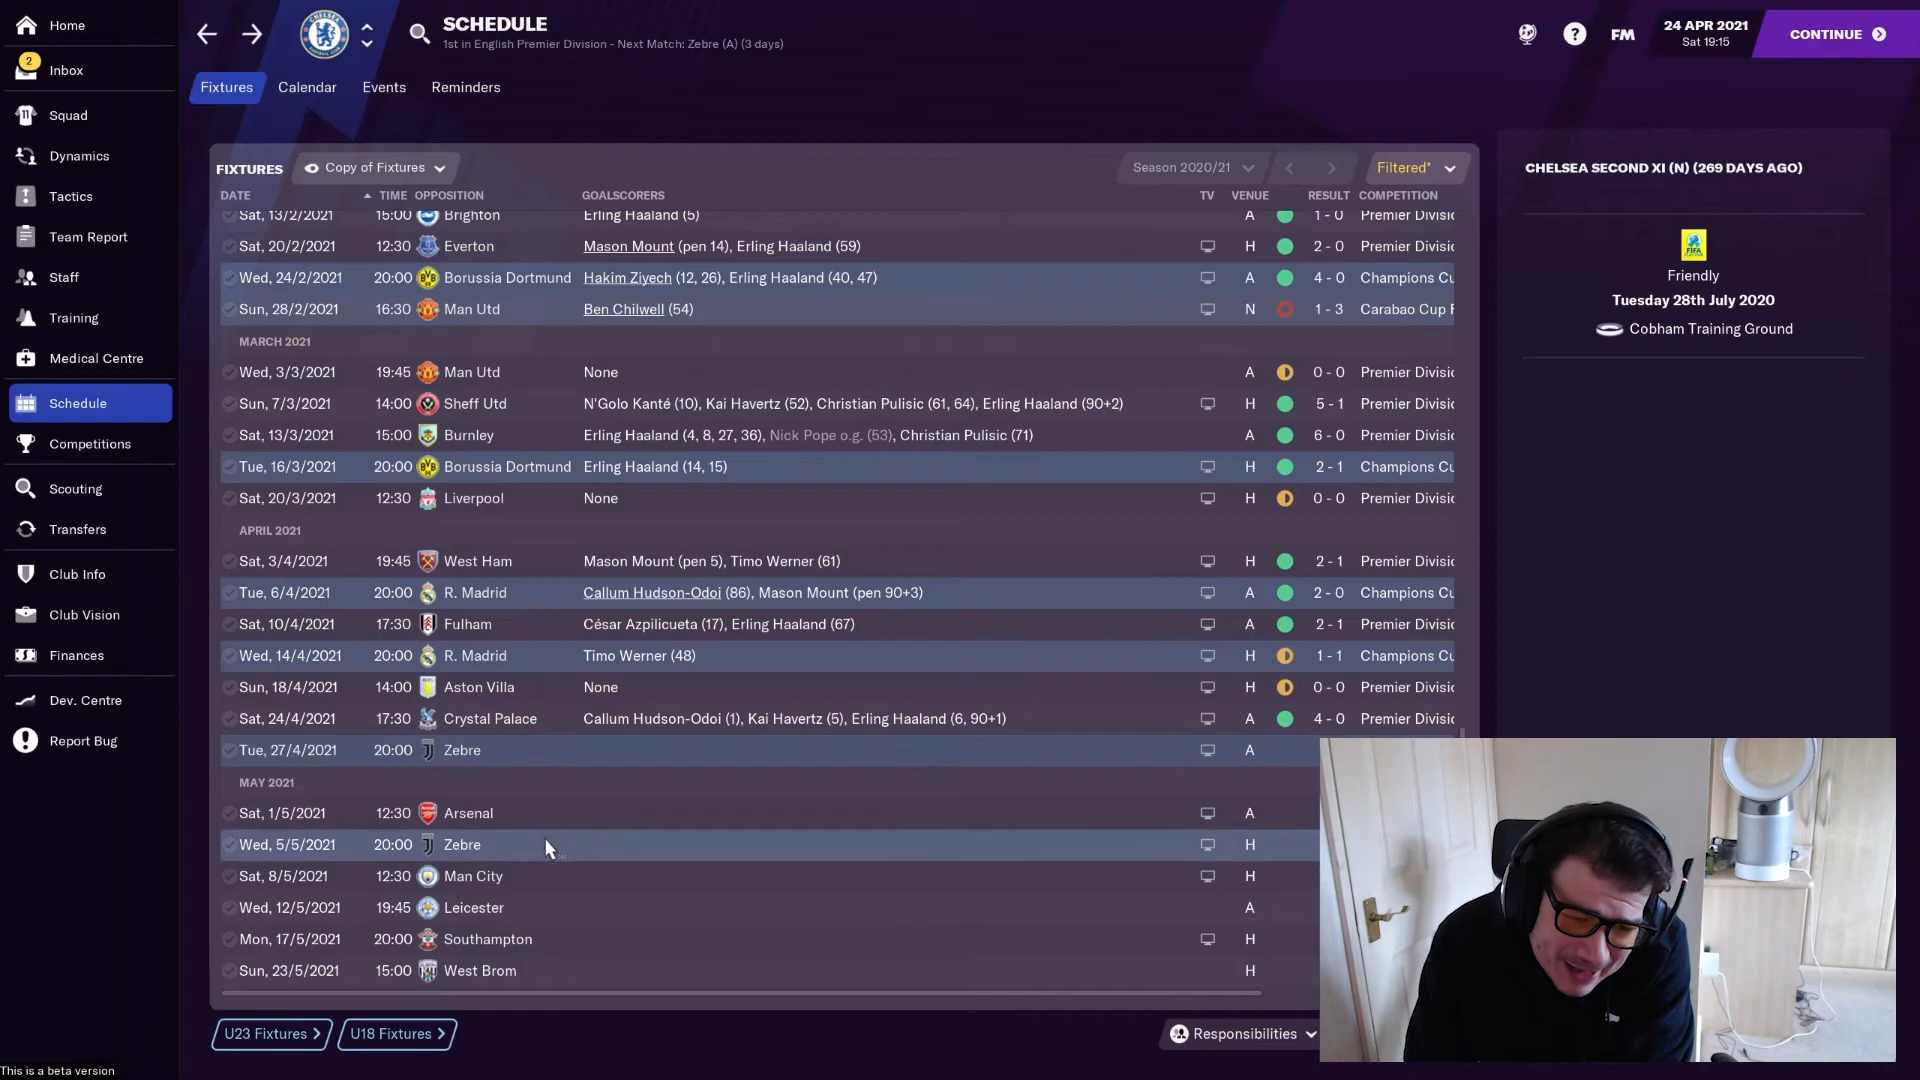 Home
2
Inbox
Squad
Dynamics
Tactics
Team Report
Staff
Training
Medical Centre
Schedule
Competitions
Scouting
Transfers
Club Info
Club Vision
Finances
Dev. Centre
Report Bug
This is a beta version
SCHEDULE
1st in English Premier Division - Next Match: Zebre (A) (3 days)
FM
24 APR 2021
Sat 19:15
CONTINUE
Fixtures Calendar Events Reminders
FIXTURES Copy of Fixtures Season 2020/21 Filtered*
DATE TIME OPPOSITION GOALSCORERS TV VENUE RESULT COMPETITION
Sat, 13/2/2021 15:00 Brighton Erling Haaland (5) A 1 - 0 Premier Divisic
Sat, 20/2/2021 12:30 Everton Mason Mount (pen 14), Erling Haaland (59) H 2 - 0 Premier Divisic
Wed, 24/2/2021 20:00 Borussia Dortmund Hakim Ziyech (12, 26), Erling Haaland (40, 47) A 4 - 0 Champions Cu
Sun, 28/2/2021 16:30 Man Utd Ben Chilwell (54) N 1 - 3 Carabao Cup F
MARCH 2021
Wed, 3/3/2021 19:45 Man Utd None A 0 - 0 Premier Divisic
Sun, 7/3/2021 14:00 Sheff Utd N'Golo Kanté (10), Kai Havertz (52), Christian Pulisic (61, 64), Erling Haaland (90+2) H 5 - 1 Premier Divisic
Sat, 13/3/2021 15:00 Burnley Erling Haaland (4, 8, 27, 36), Nick Pope o.g. (53), Christian Pulisic (71) A 6 - 0 Premier Divisic
Tue, 16/3/2021 20:00 Borussia Dortmund Erling Haaland (14, 15) H 2 - 1 Champions Cu
Sat, 20/3/2021 12:30 Liverpool None H 0 - 0 Premier Divisic
APRIL 2021
Sat, 3/4/2021 19:45 West Ham Mason Mount (pen 5), Timo Werner (61) H 2 - 1 Premier Divisic
Tue, 6/4/2021 20:00 R. Madrid Callum Hudson-Odoi (86), Mason Mount (pen 90+3) A 2 - 0 Champions Cu
Sat, 10/4/2021 17:30 Fulham César Azpilicueta (17), Erling Haaland (67) A 2 - 1 Premier Divisic
Wed, 14/4/2021 20:00 R. Madrid Timo Werner (48) H 1 - 1 Champions Cu
Sun, 18/4/2021 14:00 Aston Villa None H 0 - 0 Premier Divisic
Sat, 24/4/2021 17:30 Crystal Palace Callum Hudson-Odoi (1), Kai Havertz (5), Erling Haaland (6, 90+1) A 4 - 0 Premier Divisic
Tue, 27/4/2021 20:00 Zebre A
MAY 2021
Sat, 1/5/2021 12:30 Arsenal A
Wed, 5/5/2021 20:00 Zebre H
Sat, 8/5/2021 12:30 Man City H
Wed, 12/5/2021 19:45 Leicester A
Mon, 17/5/2021 20:00 Southampton H
Sun, 23/5/2021 15:00 West Brom H
U23 Fixtures U18 Fixtures Responsibilities
CHELSEA SECOND XI (N) (269 DAYS AGO)
Friendly
Tuesday 28th July 2020
Cobham Training Ground